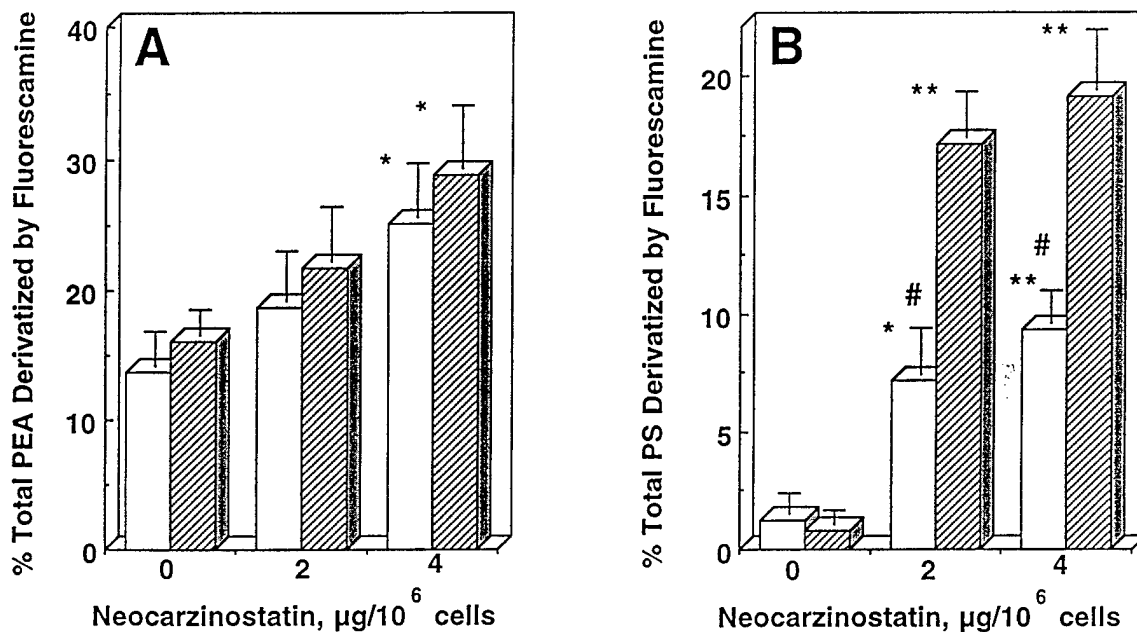 A
% Total PEA Derivatized by Fluorescamine
40
30
20
10
0
*
*
0 2 4
Neocarzinostatin, µg/10⁶ cells
B
% Total PS Derivatized by Fluorescamine
20
15
10
5
0
**
**
#
#
*
**
0 2 4
Neocarzinostatin, µg/10⁶ cells